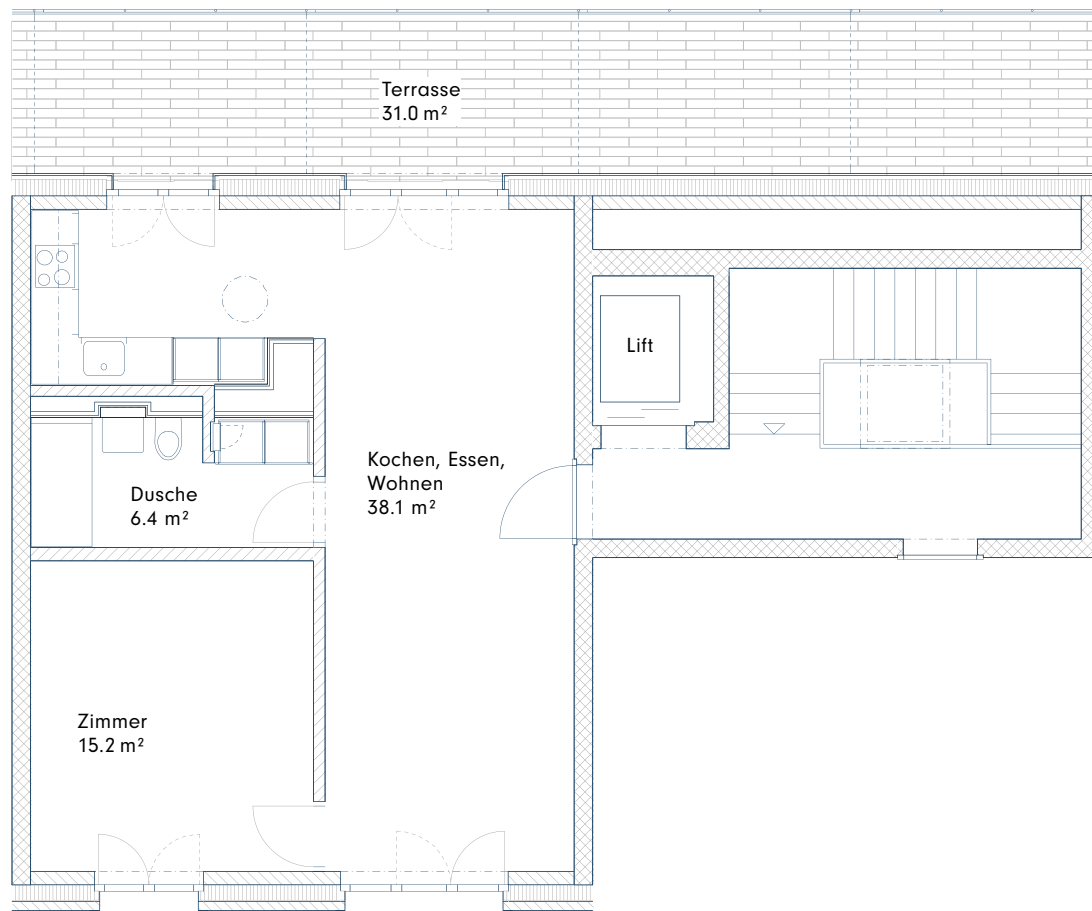 Terrasse
31.0 m²
Lift
Kochen, Essen,
Wohnen
38.1 m²
Dusche
6.4 m²
Zimmer
15.2 m²